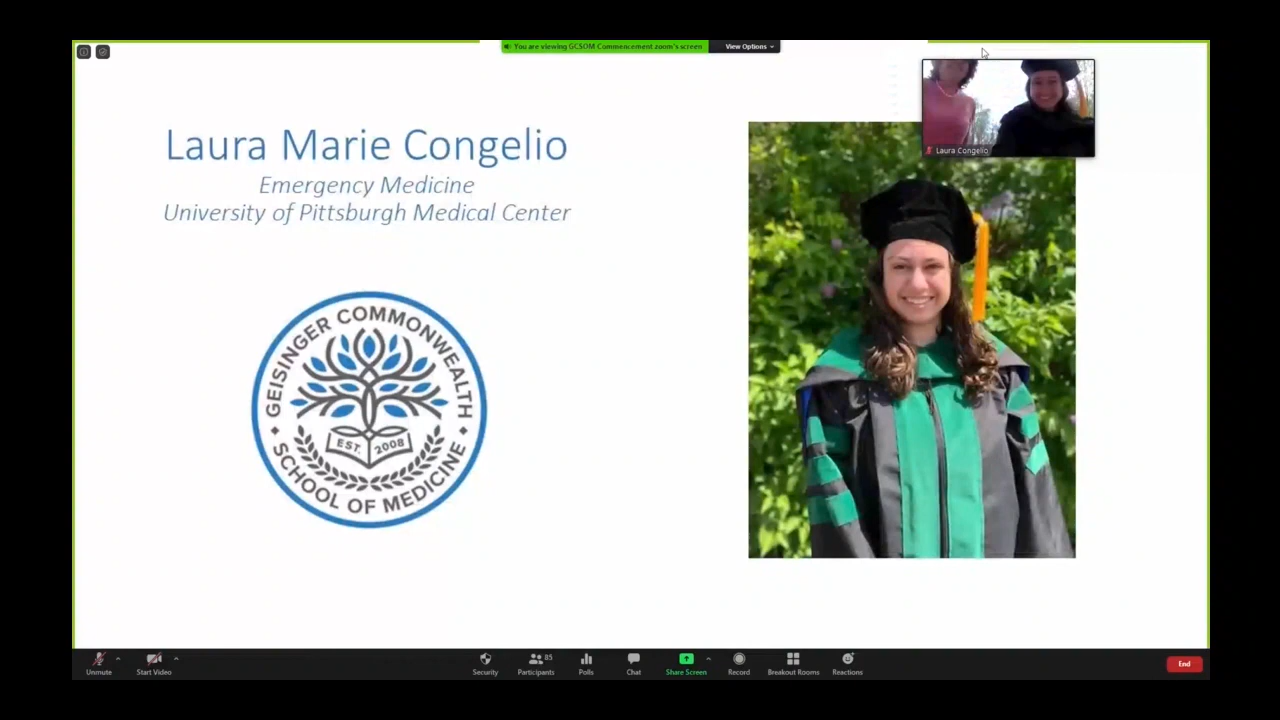 You are viewing GCSOM Commencement zoom's screen
View Options
Laura Congelio
Laura Marie Congelio
Emergency Medicine
University of Pittsburgh Medical Center
GEISINGER COMMONWEALTH
EST. 2008
SCHOOL OF MEDICINE
Unmute
Start Video
Security
Participants
85
Polls
Chat
Share Screen
Record
Breakout Rooms
Reactions
End